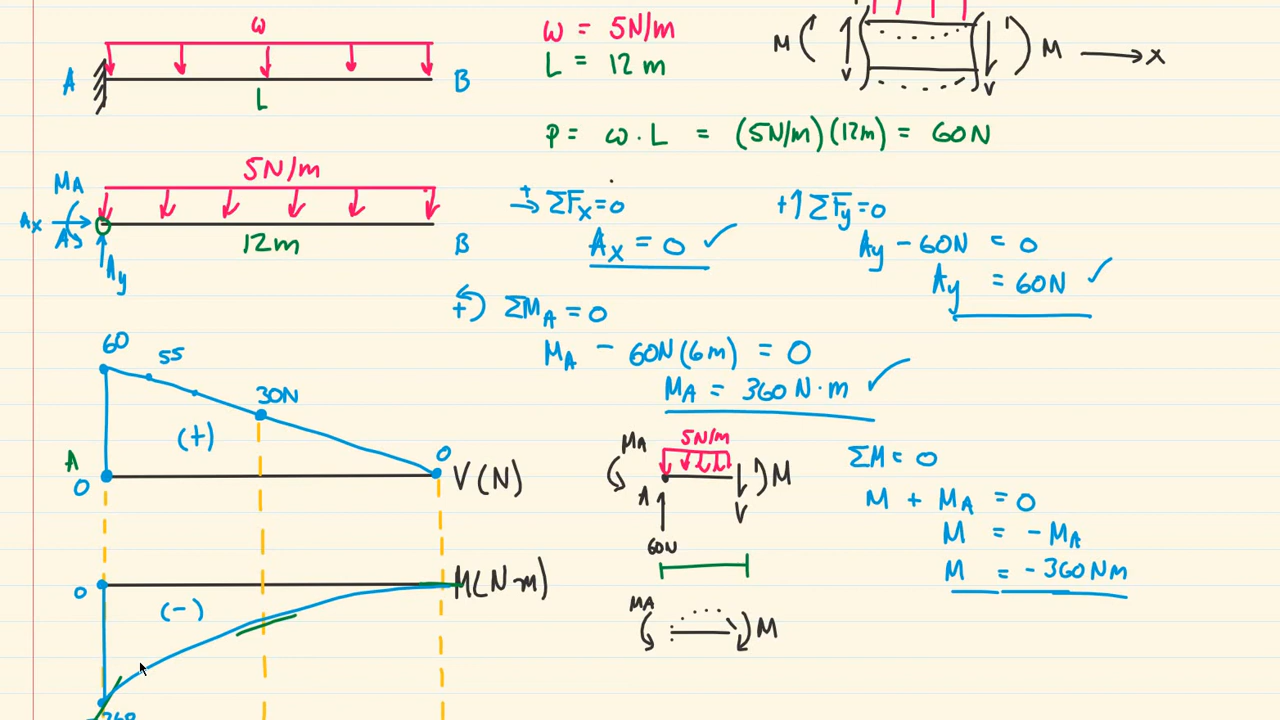 ω
A
B
L
ω = 5N/m
L = 12 m
M
V
V
M
x
P = ω·L = (5N/m)(12m) = 60N
5N/m
MA
Ax
A
Ay
12m
B
+→ ΣFx=0
Ax = 0 ✓
+↑ΣFy=0
Ay - 60N = 0
Ay = 60N ✓
+ ΣMA = 0
MA - 60N(6m) = 0
MA = 360 N·m ✓
60
55
30N
(+)
A
0
0
V(N)
0
(-)
M(N·m)
360
MA
5N/m
M
A
V
60N
MA
M
ΣM = 0
M + MA = 0
M = -MA
M = -360Nm